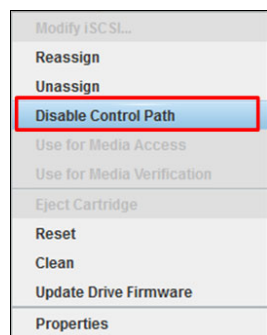 Modify iSCSI...
Reassign
Unassign
Disable Control Path
Use for Media Access
Use for Media Verification
Eject Cartridge
Reset
Clean
Update Drive Firmware
Properties